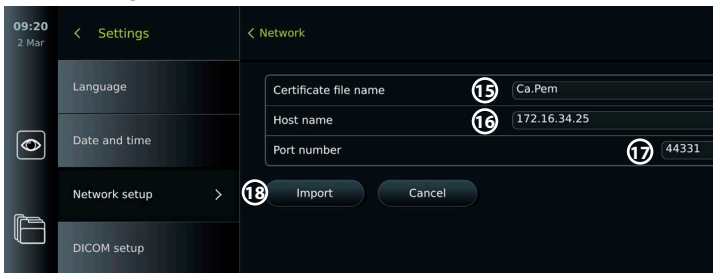 09:20
2 Mar
< Settings
< Network
Language
Date and time
Network setup >
DICOM setup
Certificate file name 15 Ca.Pem
Host name 16 172.16.34.25
Port number 17 44331
18 Import Cancel